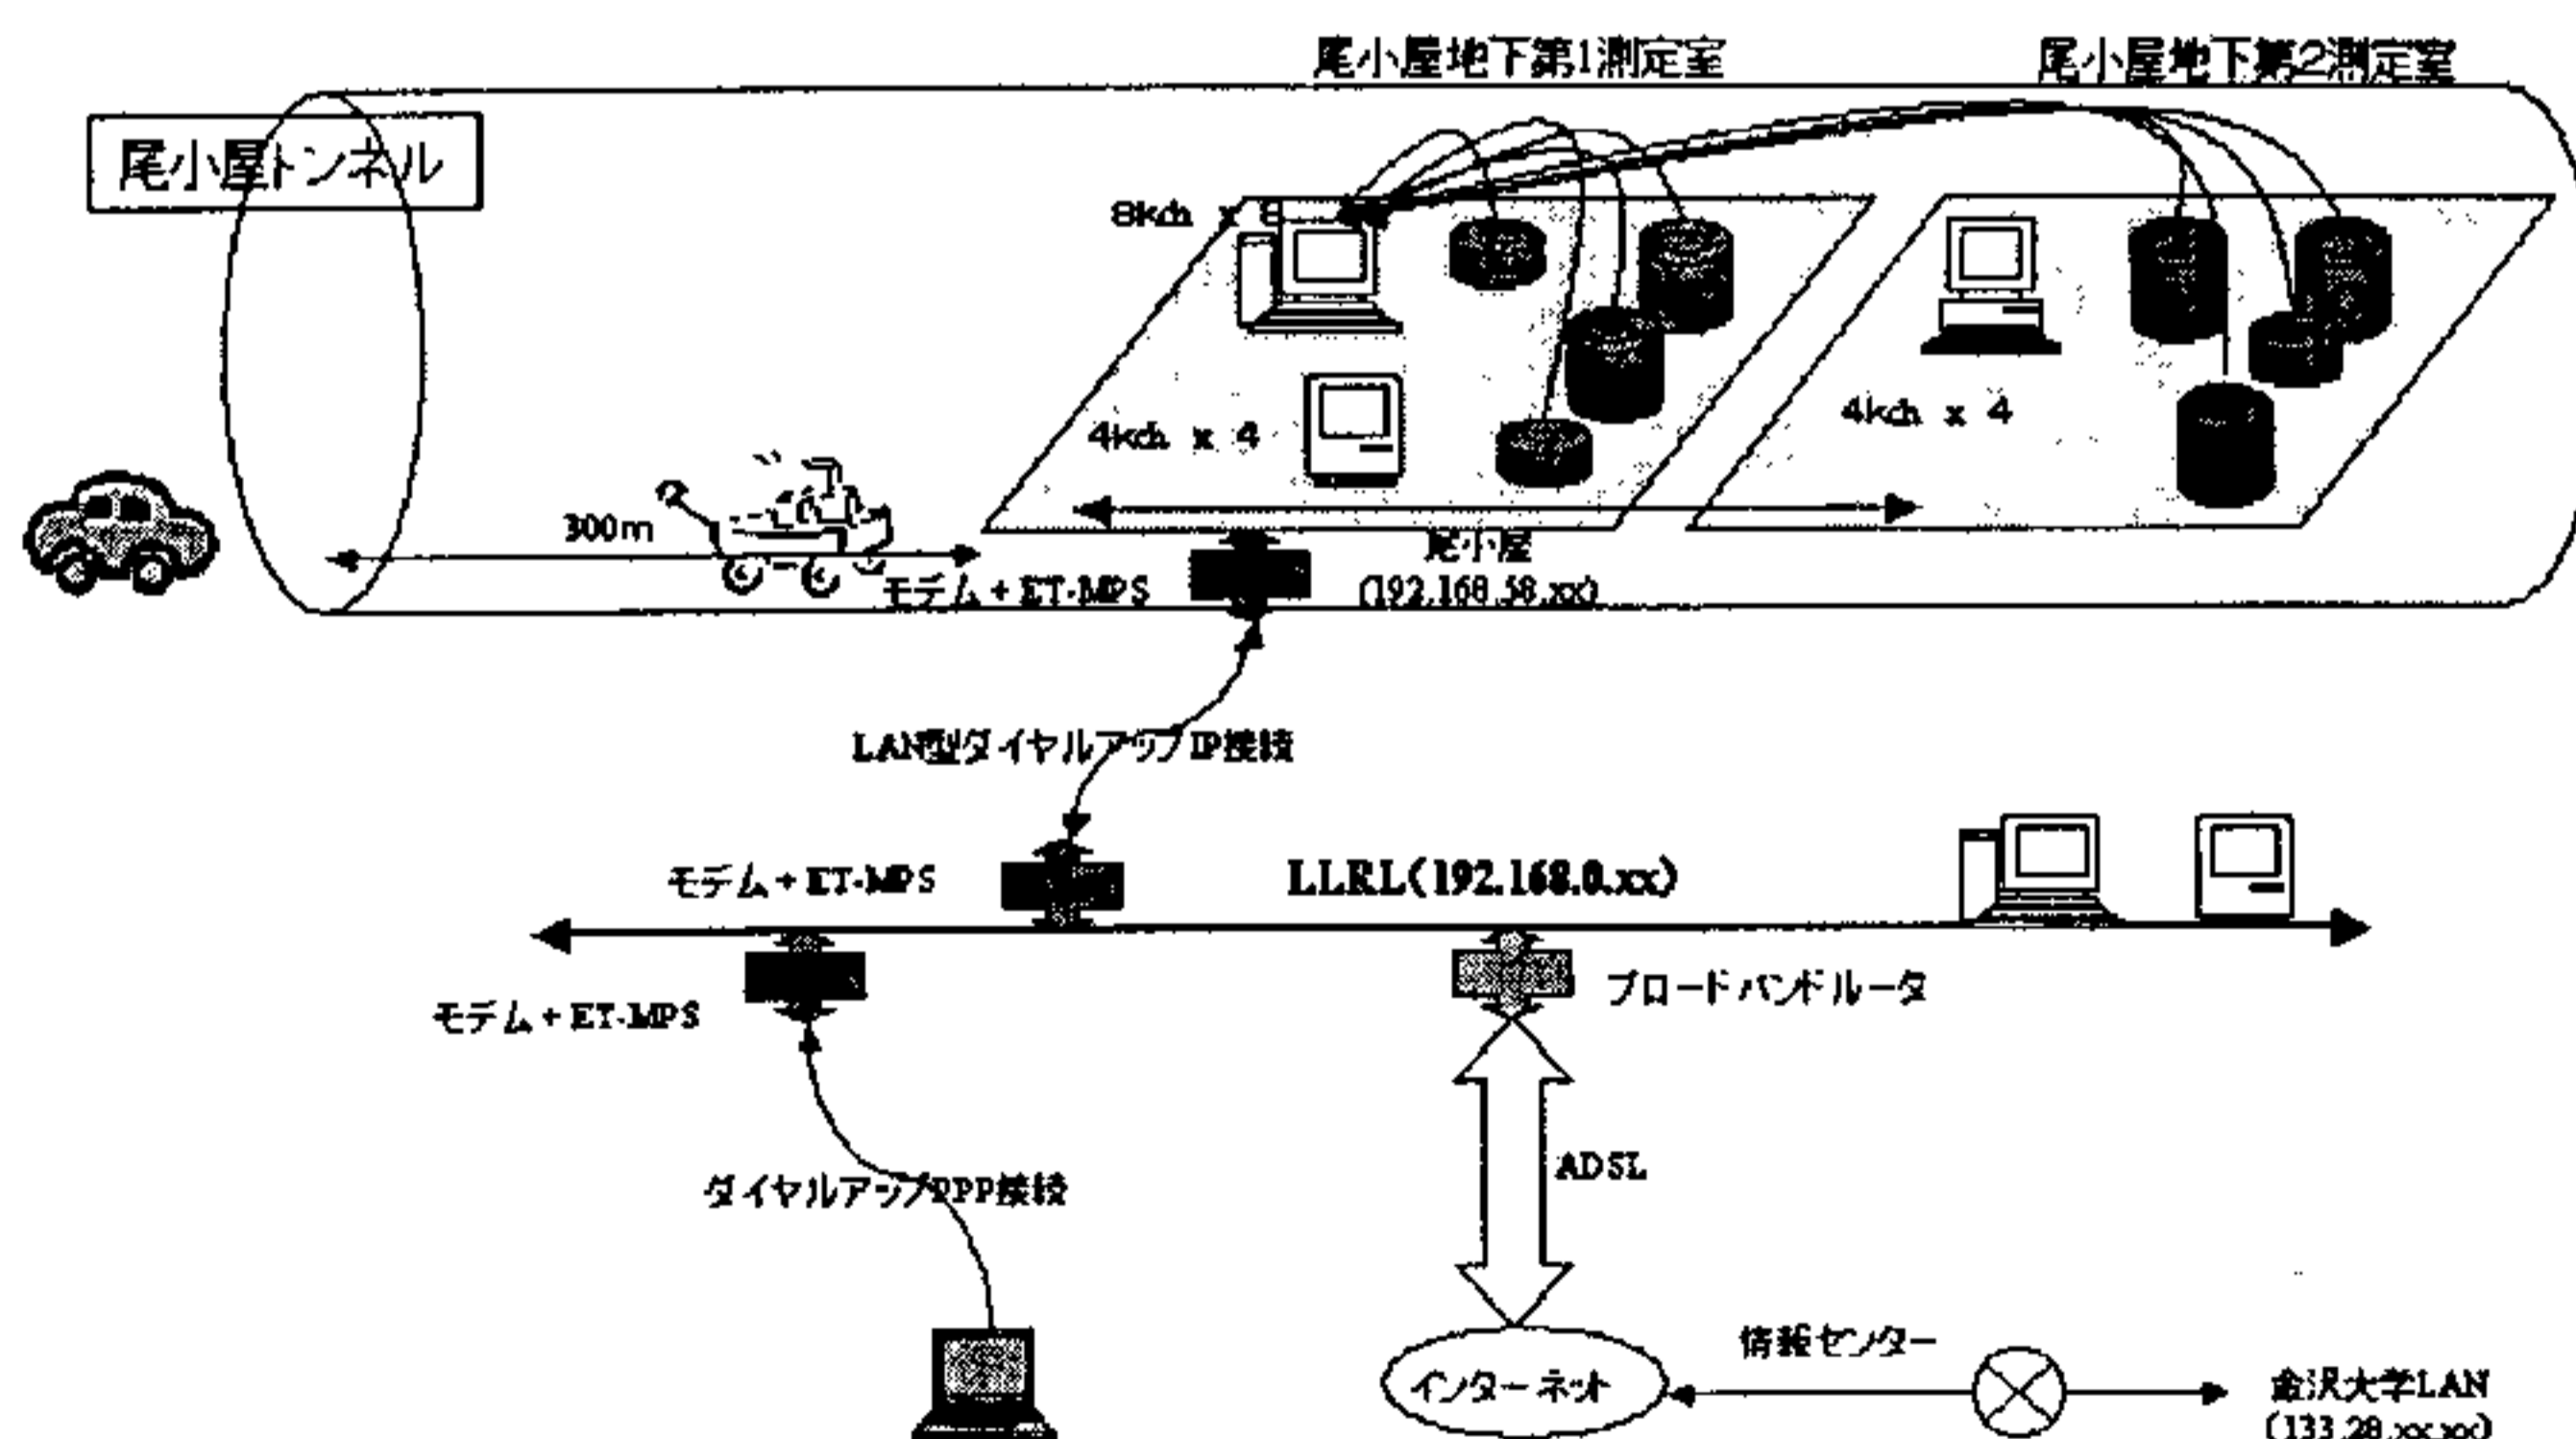 尾小屋地下第1測定室
尾小屋地下第2測定室
尾小屋トンネル
8kch x 8
4kch x 4
4kch x 4
300m
尾小屋
(192.168.58.xx)
モデム + ET-MPS
LAN型ダイヤルアップIP接続
モデム + ET-MPS
LLRL(192.168.0.xx)
モデム + ET-MPS
ブロードバンドルータ
ADSL
ダイヤルアップPPP接続
インターネット
情報センター
金沢大学LAN
(133.28.xx.xx)